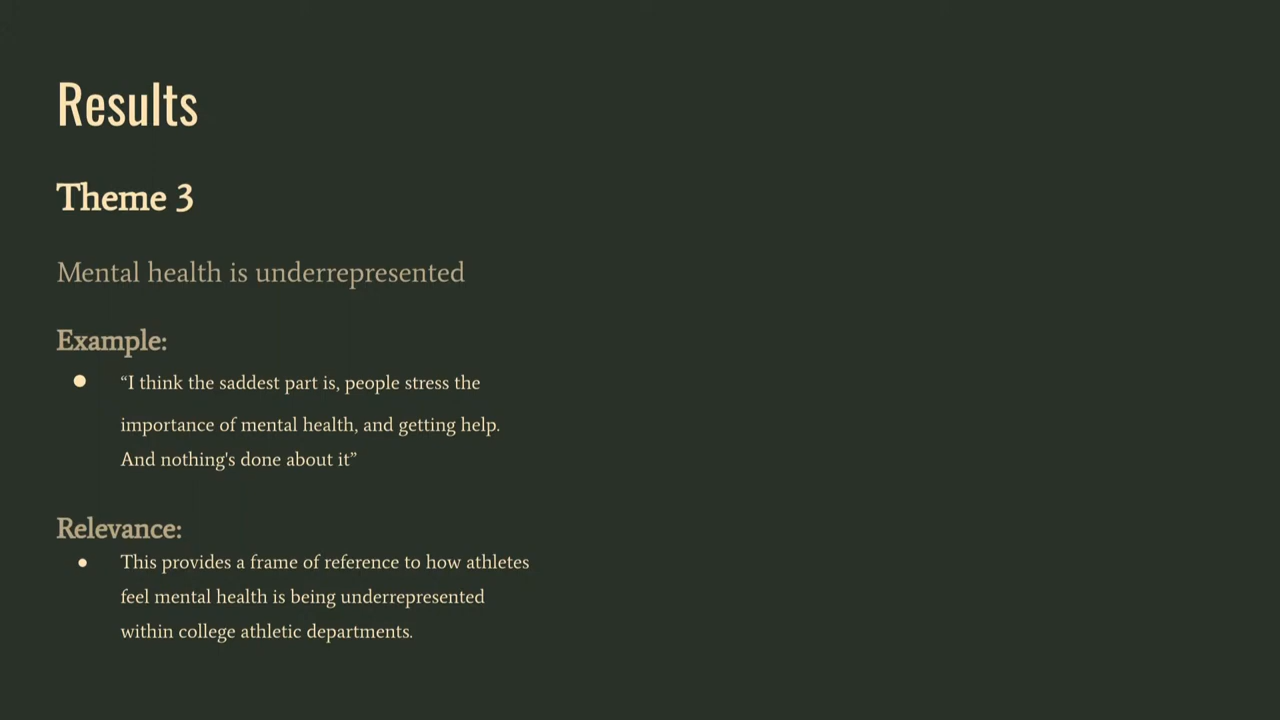 Results
Theme 3
Mental health is underrepresented
Example:
● “I think the saddest part is, people stress the
importance of mental health, and getting help.
And nothing's done about it”
Relevance:
● This provides a frame of reference to how athletes
feel mental health is being underrepresented
within college athletic departments.